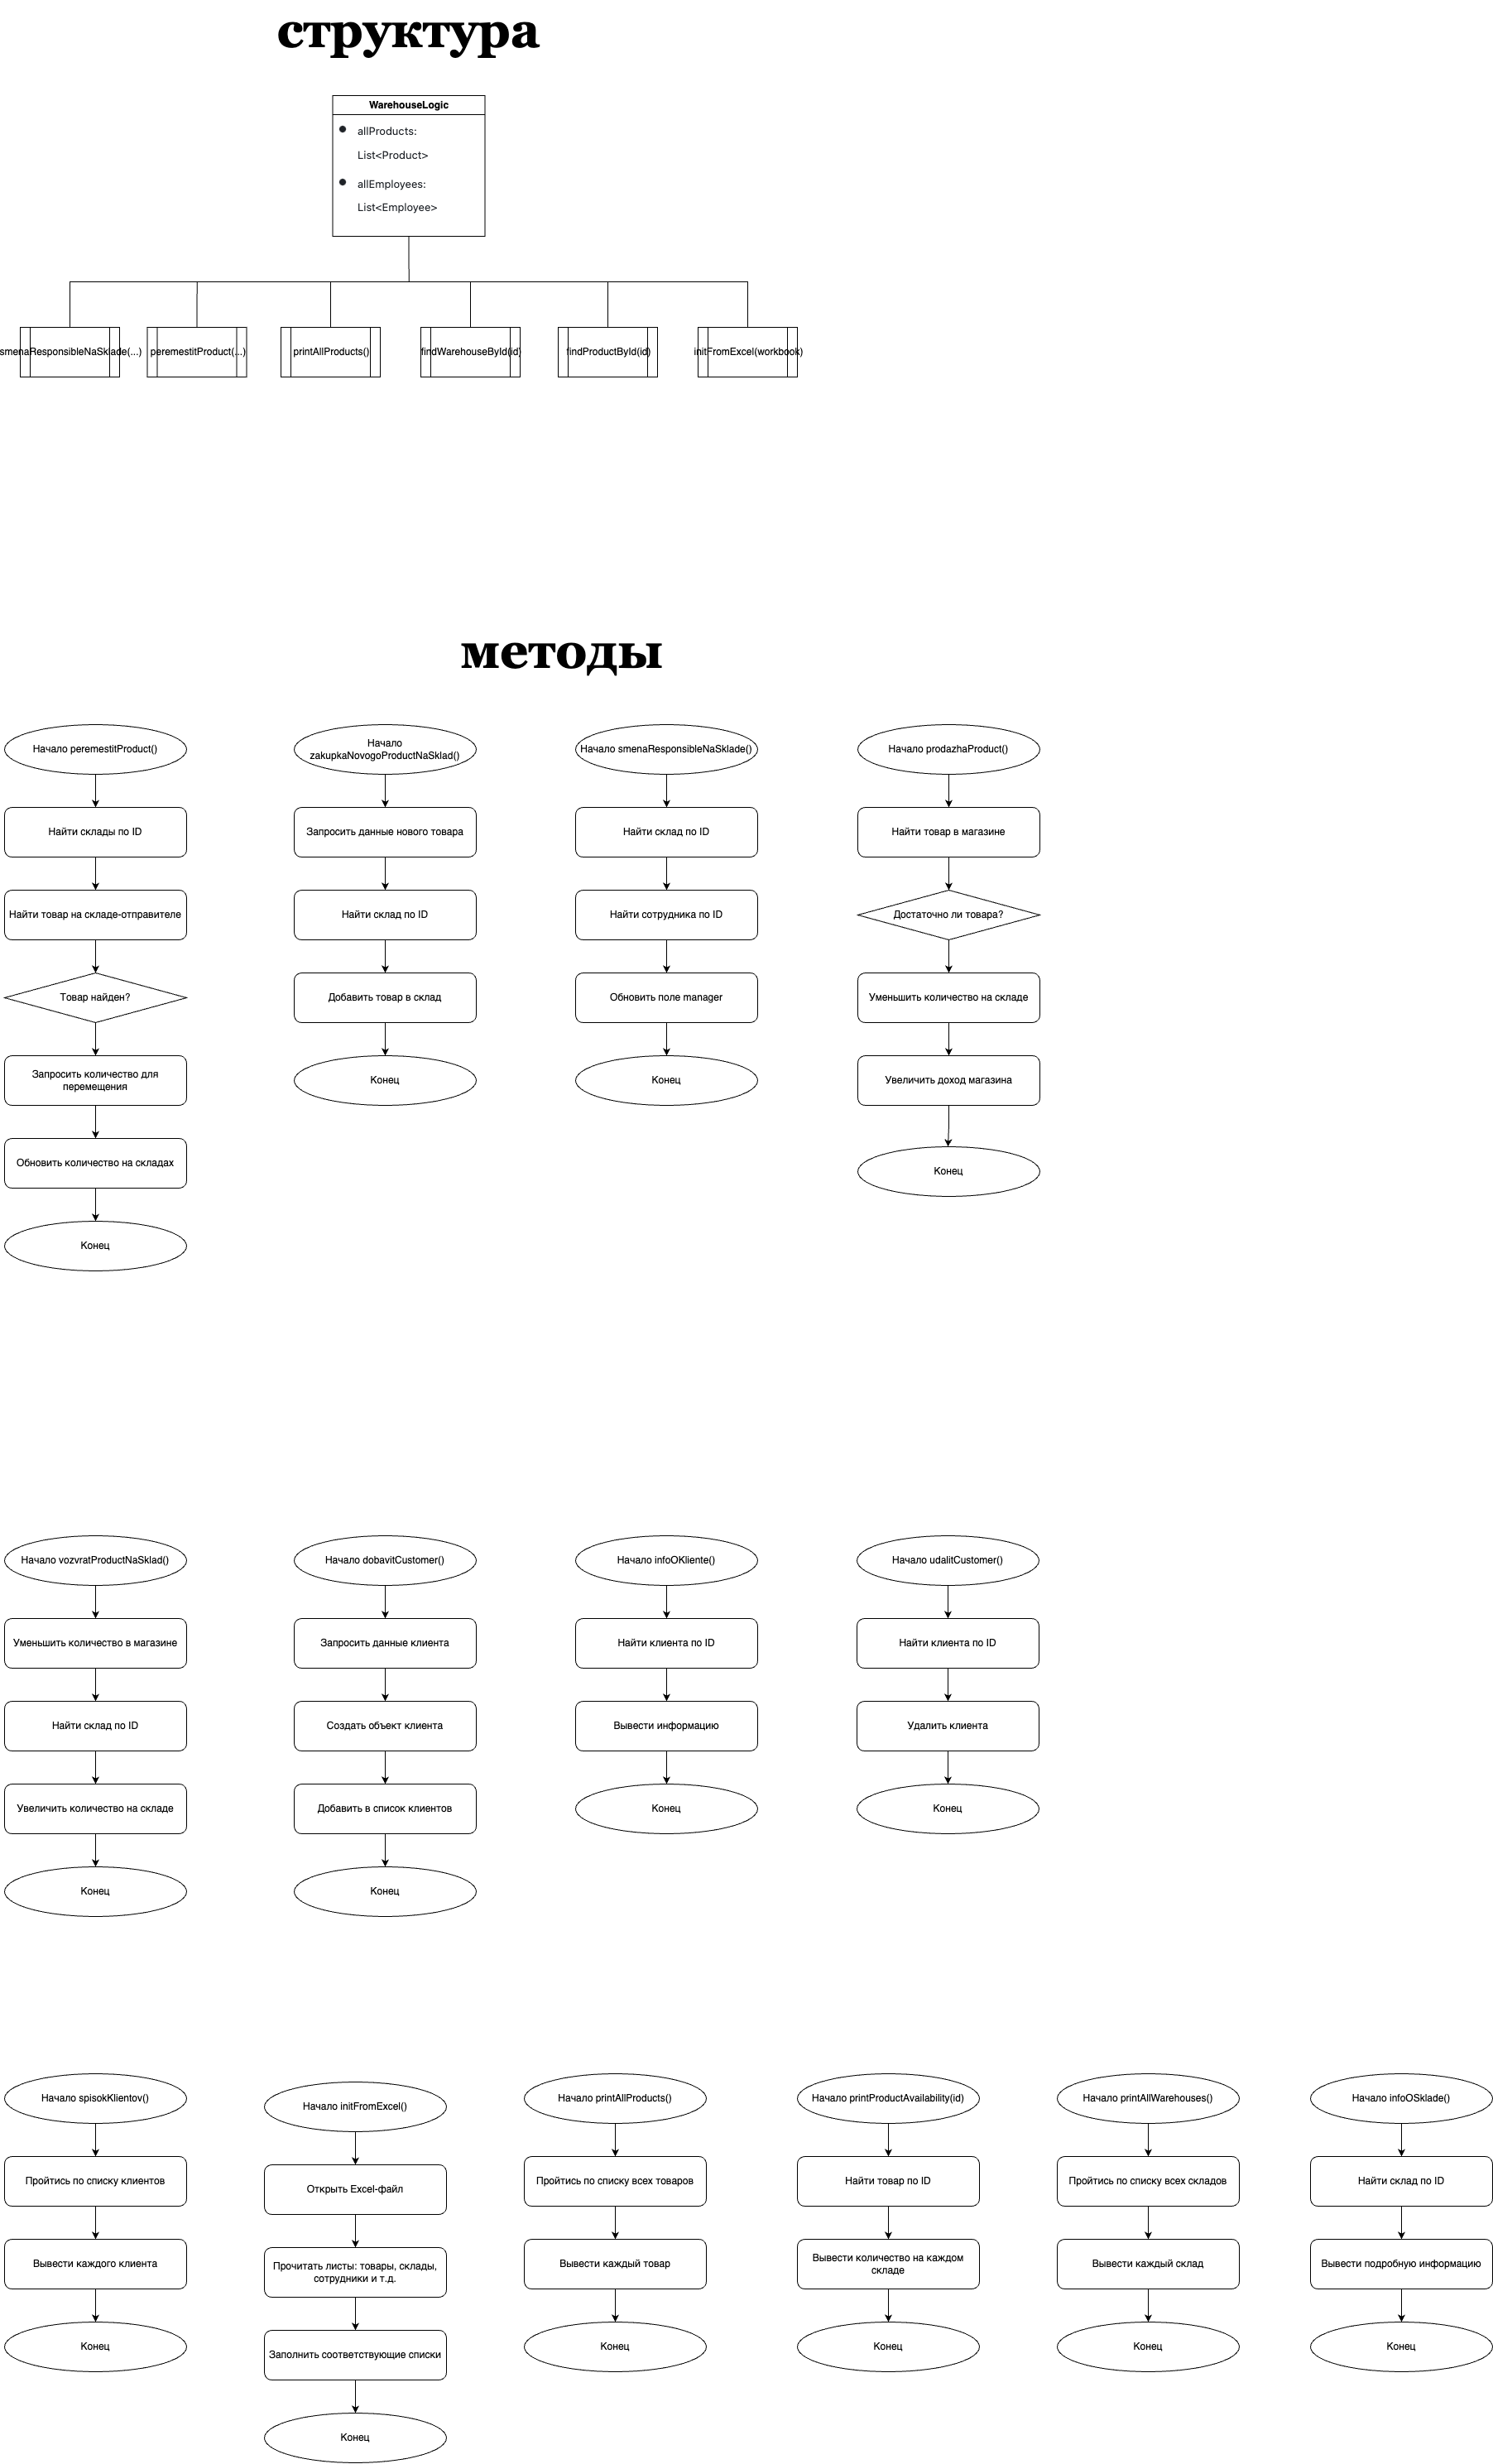 структура
WarehouseLogic
allProducts:
List<Product>
allEmployees:
List<Employee>
smenaResponsibleNaSklade(...)
peremestitProduct(...)
printAllProducts()
findWarehouseById(id)
findProductById(id)
initFromExcel(workbook)
методы
Начало peremestitProduct()
Найти склады по ID
Найти товар на складе-отправителе
Товар найден?
Запросить количество для
перемещения
Обновить количество на складах
Конец
Начало
zakupkaNovogoProductNaSklad()
Запросить данные нового товара
Найти склад по ID
Добавить товар в склад
Конец
Начало smenaResponsibleNaSklade()
Найти склад по ID
Найти сотрудника по ID
Обновить поле manager
Конец
Начало prodazhaProduct()
Найти товар в магазине
Достаточно ли товара?
Уменьшить количество на складе
Увеличить доход магазина
Конец
Начало vozvratProductNaSklad()
Уменьшить количество в магазине
Найти склад по ID
Увеличить количество на складе
Конец
Начало dobavitCustomer()
Запросить данные клиента
Создать объект клиента
Добавить в список клиентов
Конец
Начало infoOKliente()
Найти клиента по ID
Вывести информацию
Конец
Начало udalitCustomer()
Найти клиента по ID
Удалить клиента
Конец
Начало spisokKlientov()
Пройтись по списку клиентов
Вывести каждого клиента
Конец
Начало initFromExcel()
Открыть Excel-файл
Прочитать листы: товары, склады,
сотрудники и т.д.
Заполнить соответствующие списки
Конец
Начало printAllProducts()
Пройтись по списку всех товаров
Вывести каждый товар
Конец
Начало printProductAvailability(id)
Найти товар по ID
Вывести количество на каждом
складе
Конец
Начало printAllWarehouses()
Пройтись по списку всех складов
Вывести каждый склад
Конец
Начало infoOSklade()
Найти склад по ID
Вывести подробную информацию
Конец